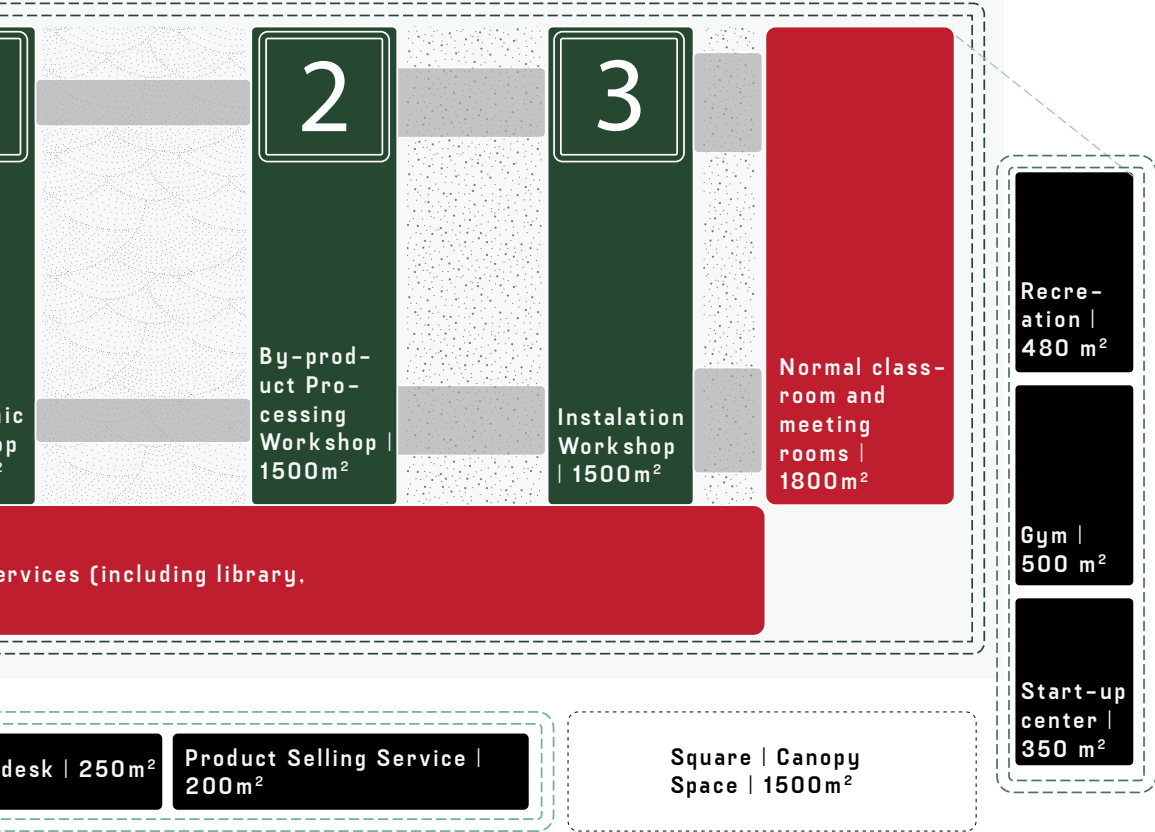 2
3
By-prod-
uct Pro-
cessing
Workshop |
1500m²
Instalation
Workshop
| 1500m²
Normal class-
room and
meeting
rooms |
1800m²
Recre-
ation |
480 m²
Gym |
500 m²
Start-up
center |
350 m²
(including library,
desk | 250m²
Product Selling Service |
200m²
Square | Canopy
Space | 1500m²